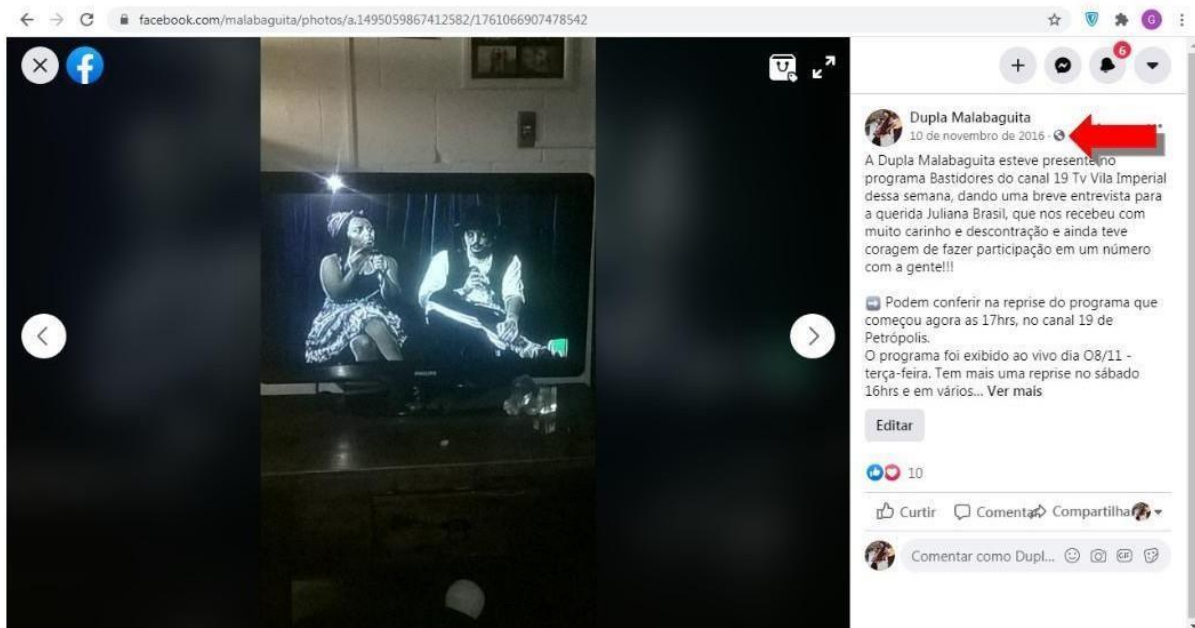 facebook.com/malabaguita/photos/a.1495059867412582/1761066907478542
G
6
Dupla Malabaguita
10 de novembro de 2016
A Dupla Malabaguita esteve presente no
programa Bastidores do canal 19 Tv Vila Imperial
dessa semana, dando uma breve entrevista para
a querida Juliana Brasil, que nos recebeu com
muito carinho e descontração e ainda teve
coragem de fazer participação em um número
com a gente!!!
Podem conferir na reprise do programa que
começou agora as 17hrs, no canal 19 de
Petrópolis.
O programa foi exibido ao vivo dia O8/11 -
terça-feira. Tem mais uma reprise no sábado
16hrs e em vários... Ver mais
Editar
10
Curtir Comentar Compartilhar
Comentar como Dupl... GIF
PHILIPS